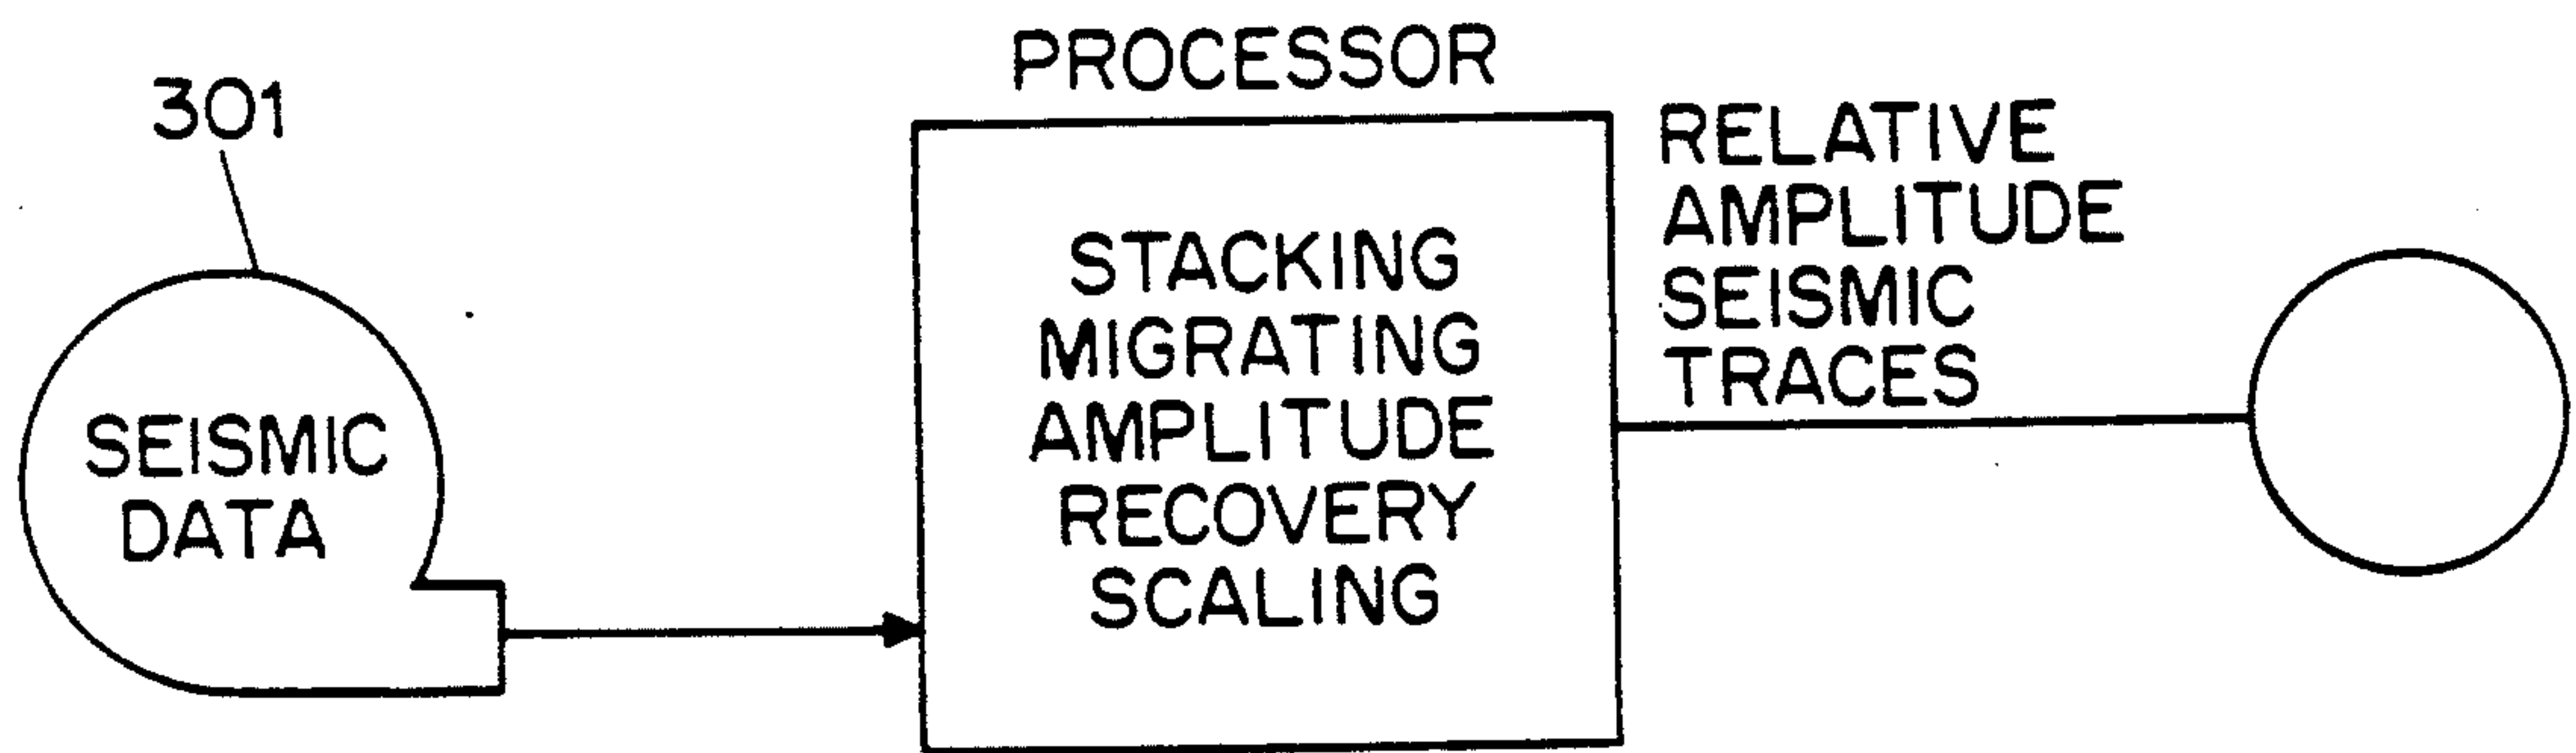 301
SEISMIC
DATA
PROCESSOR
STACKING
MIGRATING
AMPLITUDE
RECOVERY
SCALING
RELATIVE
AMPLITUDE
SEISMIC
TRACES